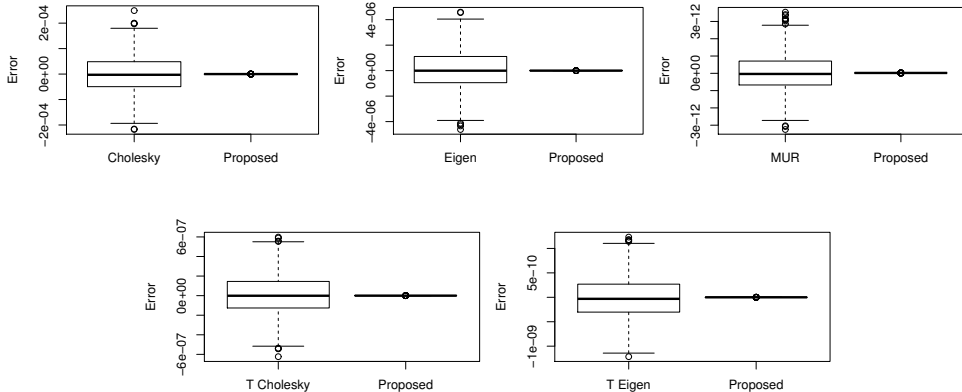 Error
2e-04
0e+00
-2e-04
Cholesky Proposed
Error
4e-06
0e+00
-4e-06
Eigen Proposed
Error
3e-12
0e+00
-3e-12
MUR Proposed
Error
6e-07
0e+00
-6e-07
T Cholesky Proposed
Error
5e-10
-1e-09
T Eigen Proposed